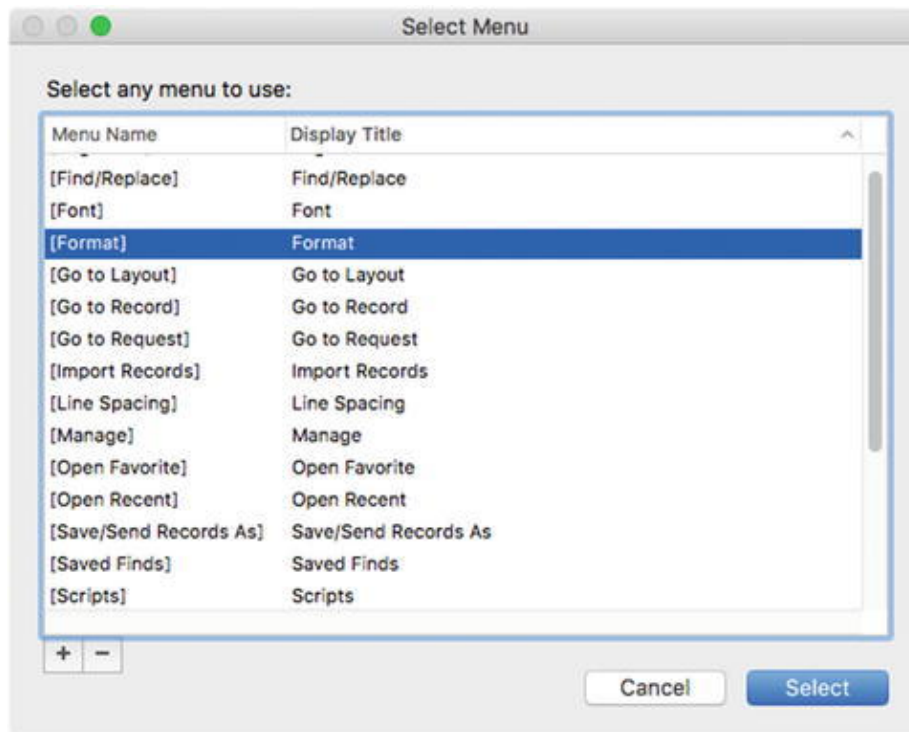 Select Menu
Select any menu to use:
Menu Name Display Title
[Find/Replace] Find/Replace
[Font] Font
[Format] Format
[Go to Layout] Go to Layout
[Go to Record] Go to Record
[Go to Request] Go to Request
[Import Records] Import Records
[Line Spacing] Line Spacing
[Manage] Manage
[Open Favorite] Open Favorite
[Open Recent] Open Recent
[Save/Send Records As] Save/Send Records As
[Saved Finds] Saved Finds
[Scripts] Scripts
+ −
Cancel Select